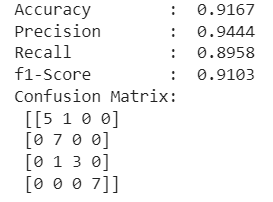 Accuracy : 0.9167
Precision : 0.9444
Recall : 0.8958
f1-Score : 0.9103
Confusion Matrix:
[[5 1 0 0]
[0 7 0 0]
[0 1 3 0]
[0 0 0 7]]